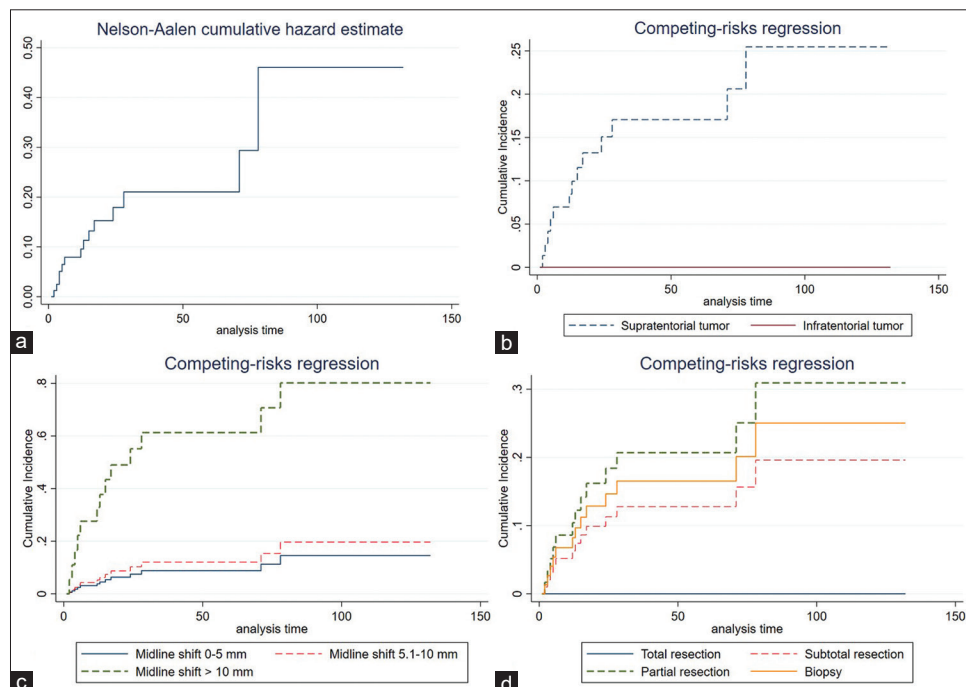 Nelson-Aalen cumulative hazard estimate
0.50
0.40
0.30
0.20
0.10
0.00
0 50 100 150
analysis time
a
Competing-risks regression
Cumulative Incidence
.25
.2
.15
.1
.05
0
0 50 100 150
analysis time
Supratentorial tumor Infratentorial tumor
b
Competing-risks regression
Cumulative Incidence
.8
.6
.4
.2
0
0 50 100 150
analysis time
Midline shift 0-5 mm Midline shift 5.1-10 mm
Midline shift > 10 mm
c
Competing-risks regression
Cumulative Incidence
.3
.2
.1
0
0 50 100 150
analysis time
Total resection Subtotal resection
Partial resection Biopsy
d